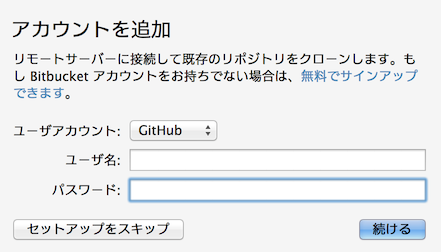 アカウントを追加
リモートサーバーに接続して既存のリポジトリをクローンします。も
し Bitbucket アカウントをお持ちでない場合は、無料でサインアップ
できます。
ユーザアカウント: GitHub
ユーザ名:
パスワード:
セットアップをスキップ 続ける